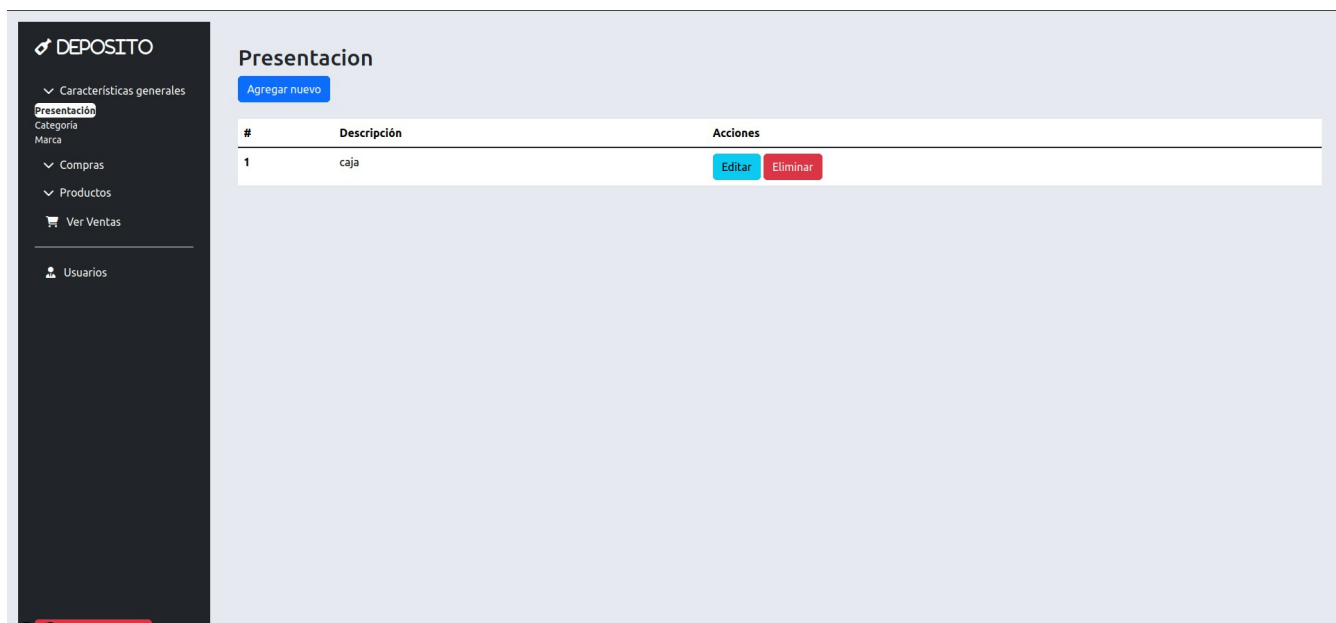 DEPOSITO
Características generales
Presentación
Categoría
Marca
Compras
Productos
Ver Ventas
Usuarios
Presentacion
Agregar nuevo
# Descripción Acciones
1 caja Editar Eliminar